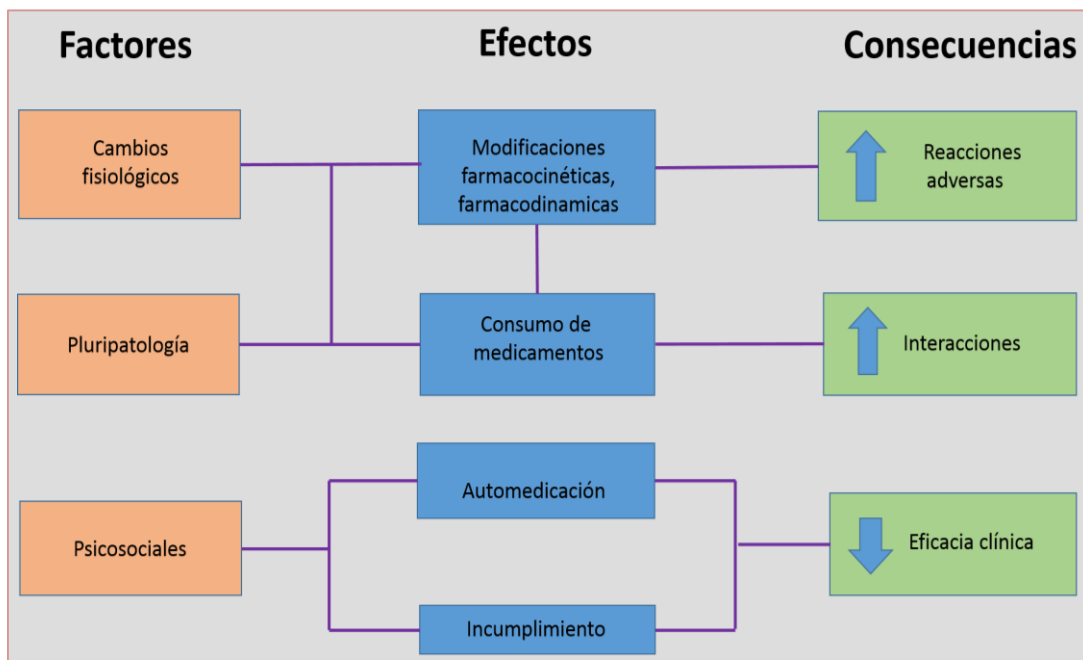 Factores
Efectos
Consecuencias
Cambios
fisiológicos
Modificaciones
farmacocinéticas,
farmacodinamicas
Reacciones
adversas
Pluripatología
Consumo de
medicamentos
Interacciones
Psicosociales
Automedicación
Incumplimiento
Eficacia clínica